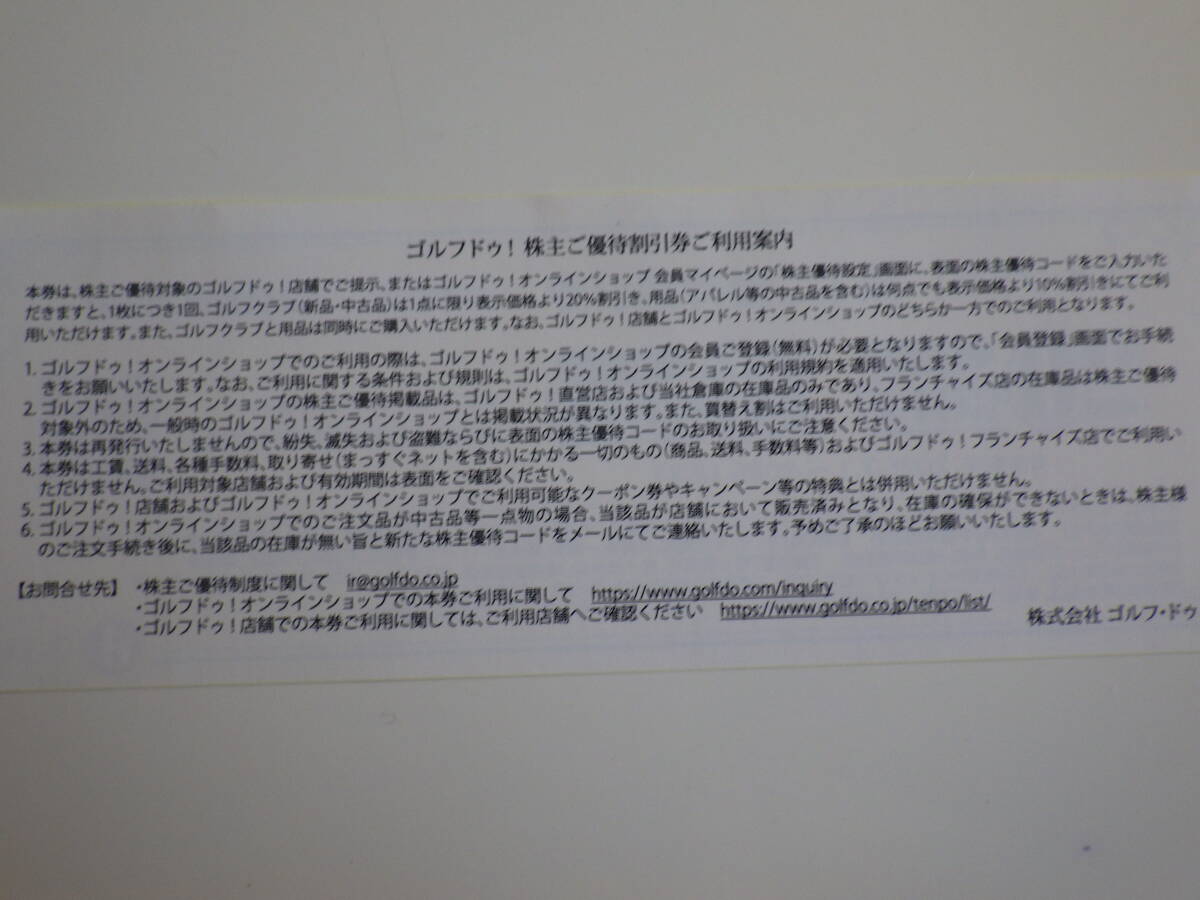 ゴルフドゥ！株主ご優待割引券ご利用案内
本券は、株主ご優待対象のゴルフドゥ！店舗でご提示、またはゴルフドゥ！オンラインショップ 会員マイページの「株主優待設定」画面に、表面の株主優待コードをご入力いた
だきますと、1枚につき1回、ゴルフクラブ（新品・中古品）は1点に限り表示価格より20%割引き、用品（アパレル等の中古品を含む）は何点でも表示価格より10%割引きにてご利
用いただけます。また、ゴルフクラブと用品は同時にご購入いただけます。なお、ゴルフドゥ！店舗とゴルフドゥ！オンラインショップのどちらか一方でのご利用となります。
1. ゴルフドゥ！オンラインショップでのご利用の際は、ゴルフドゥ！オンラインショップの会員ご登録（無料）が必要となりますので、「会員登録」画面でお手続
きをお願いいたします。なお、ご利用に関する条件および規則は、ゴルフドゥ！オンラインショップの利用規約を適用いたします。
2. ゴルフドゥ！オンラインショップの株主ご優待掲載品は、ゴルフドゥ！直営店および当社倉庫の在庫品のみであり、フランチャイズ店の在庫品は株主ご優待
対象外のため、一般時のゴルフドゥ！オンラインショップとは掲載状況が異なります。また、買替え割はご利用いただけません。
3. 本券は再発行いたしませんので、紛失、滅失および盗難ならびに表面の株主優待コードのお取り扱いにご注意ください。
4. 本券は工賃、送料、各種手数料、取り寄せ（まっすぐネットを含む）にかかる一切のもの（商品、送料、手数料等）およびゴルフドゥ！フランチャイズ店でご利用い
ただけません。ご利用対象店舗および有効期間は表面をご確認ください。
5. ゴルフドゥ！店舗およびゴルフドゥ！オンラインショップでご利用可能なクーポン券やキャンペーン等の特典とは併用いただけません。
6. ゴルフドゥ！オンラインショップでのご注文品が中古品等一点物の場合、当該品が店舗において販売済みとなり、在庫の確保ができないときは、株主様
のご注文手続き後に、当該品の在庫が無い旨と新たな株主優待コードをメールにてご連絡いたします。予めご了承のほどお願いいたします。
【お問合せ先】 ・株主ご優待制度に関して ir@golfdo.co.jp
・ゴルフドゥ！オンラインショップでの本券ご利用に関して https://www.golfdo.com/inquiry
・ゴルフドゥ！店舗での本券ご利用に関しては、ご利用店舗へご確認ください https://www.golfdo.co.jp/tenpo/list/
株式会社 ゴルフ・ドゥ